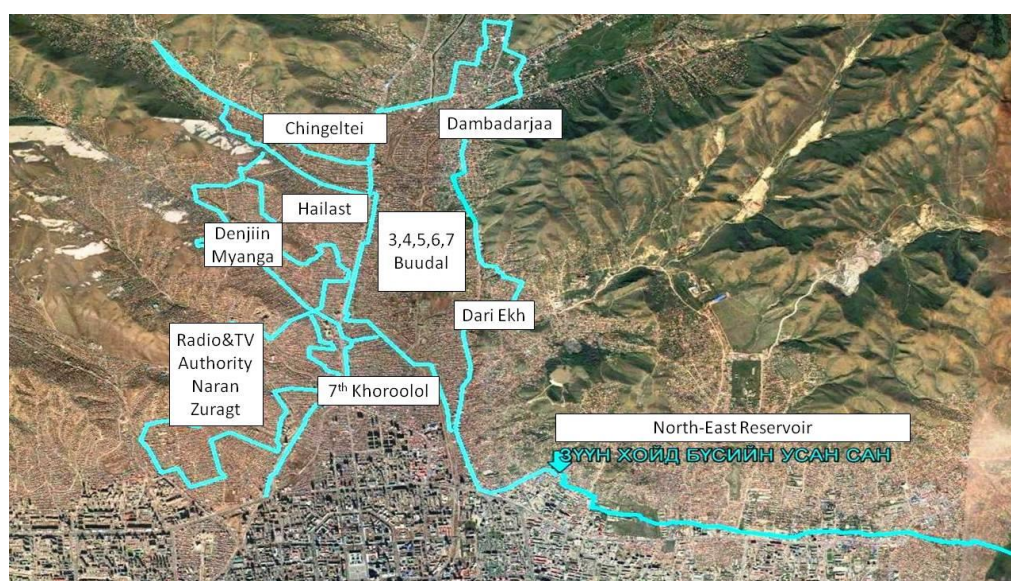 Chingeltei
Dambadarjaa
Hailast
Denjiin
Myanga
3,4,5,6,7
Buudal
Dari Ekh
Radio&TV
Authority
Naran
Zuragt
7th Khoroolol
North-East Reservoir
ЗҮҮН ХОЙД БҮСИЙН УСАН САН